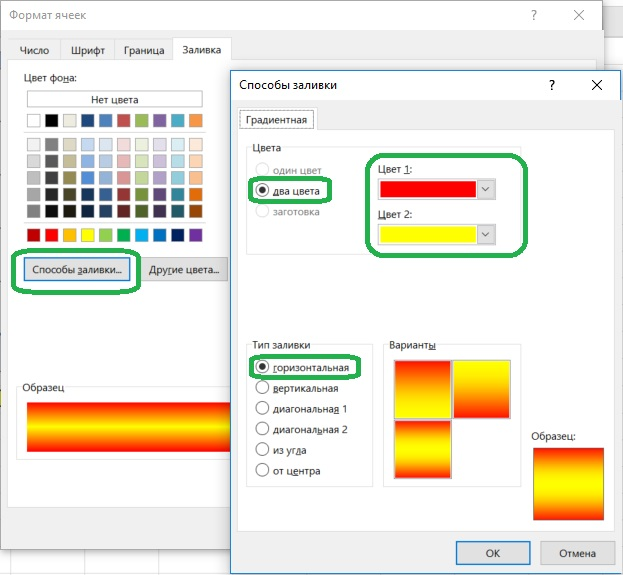 Формат ячеек ?
Число Шрифт Граница Заливка
Цвет фона:
Нет цвета
Способы заливки...
Другие цвета...
Образец
Способы заливки ?
Градиентная
Цвета
один цвет
два цвета
заготовка
Цвет 1:
Цвет 2:
Тип заливки
горизонтальная
вертикальная
диагональная 1
диагональная 2
из угла
от центра
Варианты
Образец:
ОК
Отмена